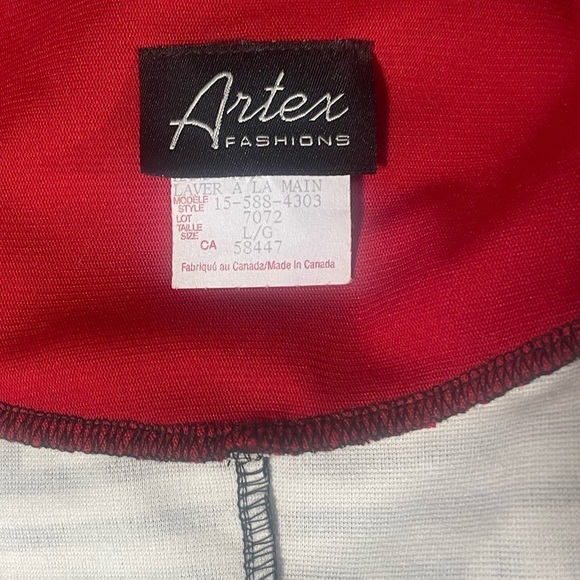 Artex
FASHIONS
LAVER A LA MAIN
MODÈLE
STYLE 15-588-4303
LOT 7072
TAILLE
SIZE L/G
CA 58447
Fabriqué au Canada/Made in Canada